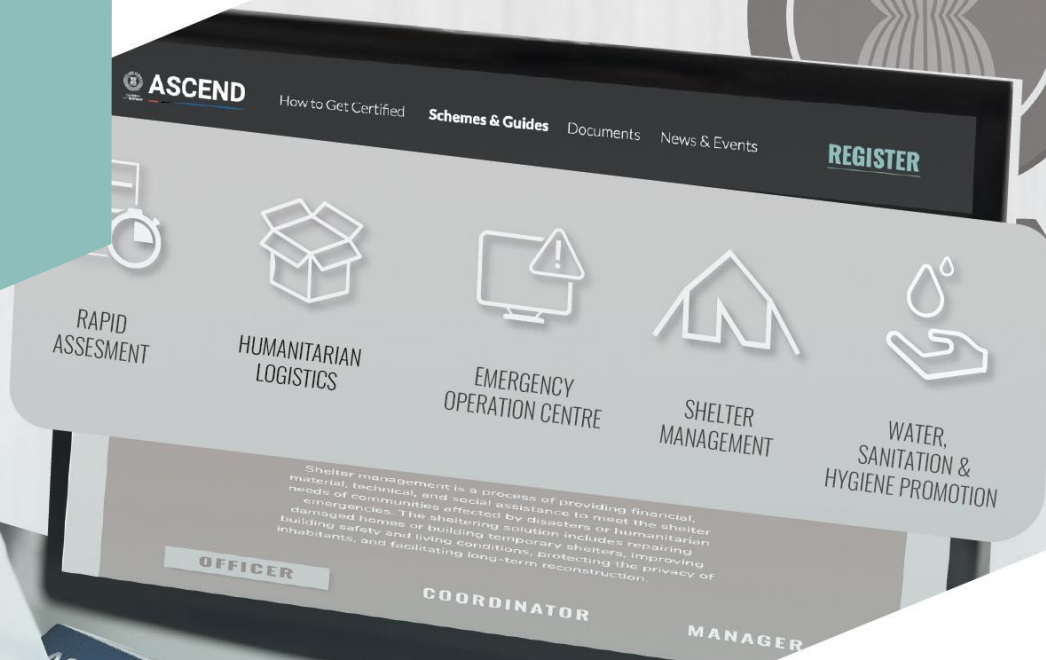 ASCEND
How to Get Certified
Schemes & Guides
Documents
News & Events
REGISTER
RAPID
ASSESMENT
HUMANITARIAN
LOGISTICS
EMERGENCY
OPERATION CENTRE
SHELTER
MANAGEMENT
WATER,
SANITATION &
HYGIENE PROMOTION
Shelter management is a process of providing financial,
material, technical, and social assistance to meet the shelter
needs of communities affected by disasters or humanitarian
emergencies. The sheltering solution includes repairing
damaged homes or building temporary shelters, improving
building safety and living conditions, protecting the privacy of
inhabitants, and facilitating long-term reconstruction.
OFFICER
COORDINATOR
MANAGER